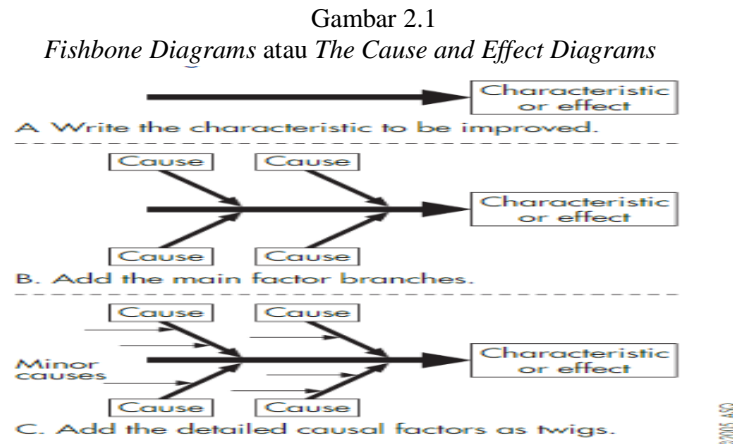 Gambar 2.1
Fishbone Diagrams atau The Cause and Effect Diagrams
Characteristic
or effect
A Write the characteristic to be improved.
Cause Cause
Characteristic
or effect
Cause Cause
B. Add the main factor branches.
Cause Cause
Minor
causes
Characteristic
or effect
Cause Cause
C. Add the detailed causal factors as twigs.
ASQ